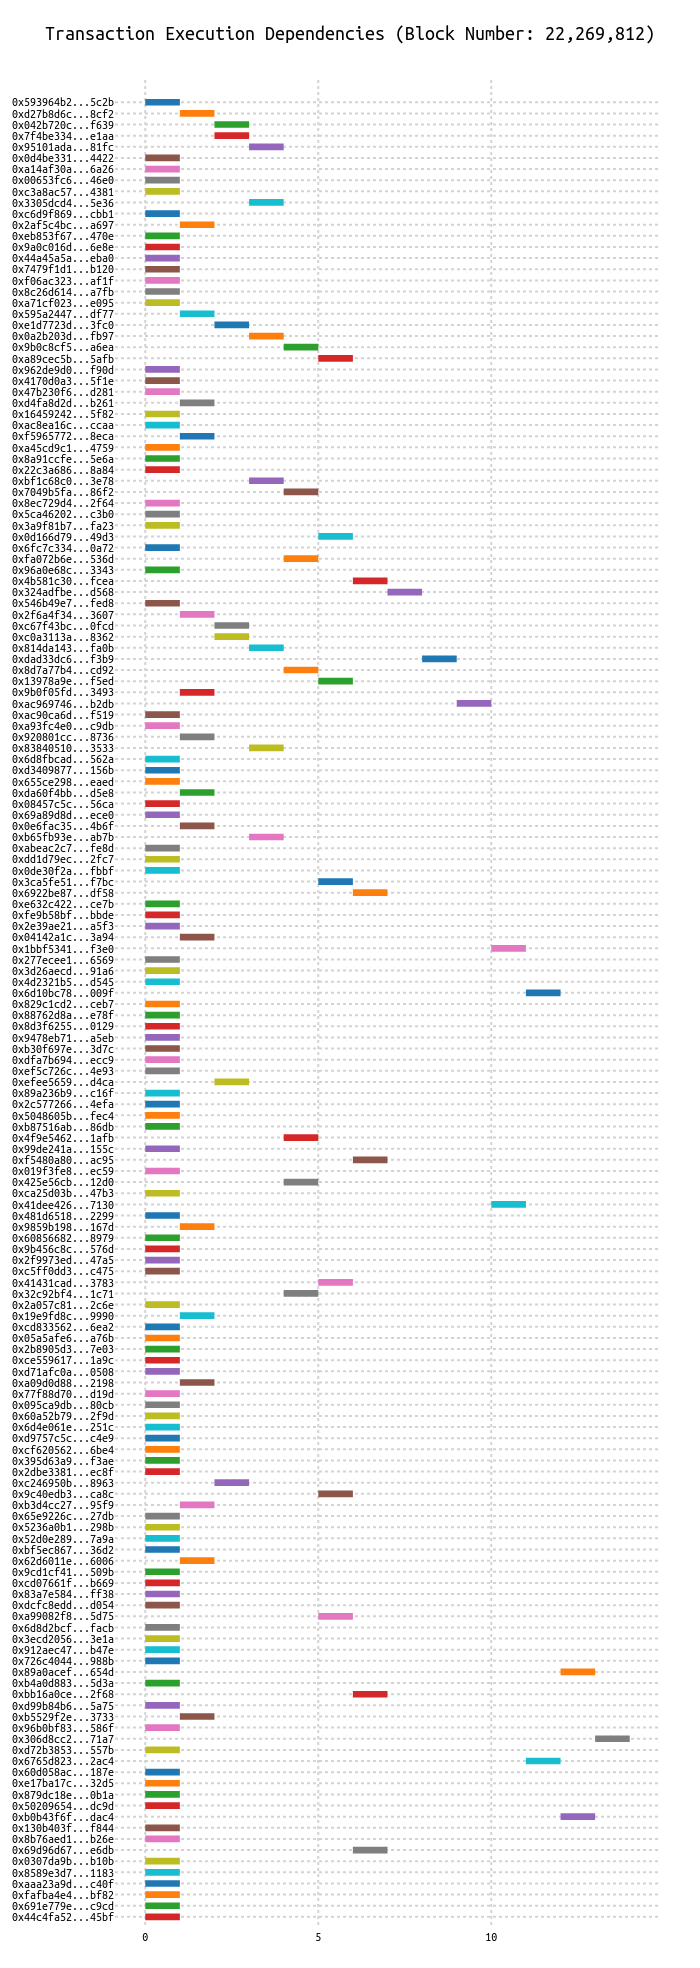 Transaction Execution Dependencies (Block Number: 22,269,812)
0x593964b2...5c2b
0xd27b8d6c...8cf2
0x042b720c...f639
0x7f4be334...e1aa
0x95101ada...81fc
0x0d4be331...4422
0xa14af30a...6a26
0x00653fc6...46e0
0xc3a8ac57...4381
0x3305dcd4...5e36
0xc6d9f869...cbb1
0x2af5c4bc...a697
0xeb853f67...470e
0x9a0c016d...6e8e
0x44a45a5a...eba0
0x7479f1d1...b120
0xf06ac323...af1f
0x8c26d614...a7fb
0xa71cf023...e095
0x595a2447...df77
0xe1d7723d...3fc0
0x0a2b203d...fb97
0x9b0c8cf5...a6ea
0xa89cec5b...5afb
0x962de9d0...f90d
0x4170d0a3...5f1e
0x47b230f6...d281
0xd4fa8d2d...b261
0x16459242...5f82
0xac8ea16c...ccaa
0xf5965772...8eca
0xa45cd9c1...4759
0x8a91ccfe...5e6a
0x22c3a686...8a84
0xbf1c68c0...3e78
0x7049b5fa...86f2
0x8ec729d4...2f64
0x5ca46202...c3b0
0x3a9f81b7...fa23
0x0d166d79...49d3
0x6fc7c334...0a72
0xfa072b6e...536d
0x96a0e68c...3343
0x4b581c30...fcea
0x324adfbe...d568
0x546b49e7...fed8
0x2f6a4f34...3607
0xc67f43bc...0fcd
0xc0a3113a...8362
0x814da143...fa0b
0xdad33dc6...f3b9
0x8d7a77b4...cd92
0x13978a9e...f5ed
0x9b0f05fd...3493
0xac969746...b2db
0xac90ca6d...f519
0xa93fc4e0...c9db
0x920801cc...8736
0x83840510...3533
0x6d8fbcad...562a
0xd3409877...156b
0x655ce298...eaed
0xda60f4bb...d5e8
0x08457c5c...56ca
0x69a89d8d...ece0
0x0e6fac35...4b6f
0xb65fb93e...ab7b
0xabeac2c7...fe8d
0xdd1d79ec...2fc7
0x0de30f2a...fbbf
0x3ca5fe51...f7bc
0x6922be87...df58
0xe632c422...ce7b
0xfe9b58bf...bbde
0x2e39ae21...a5f3
0x04142a1c...3a94
0x1bbf5341...f3e0
0x277ecee1...6569
0x3d26aecd...91a6
0x4d2321b5...d545
0x6d10bc78...009f
0x829c1cd2...ceb7
0x88762d8a...e78f
0x8d3f6255...0129
0x9478eb71...a5eb
0xb30f697e...3d7c
0xdfa7b694...ecc9
0xef5c726c...4e93
0xefee5659...d4ca
0x89a236b9...c16f
0x2c577266...4efa
0x5048605b...fec4
0xb87516ab...86db
0x4f9e5462...1afb
0x99de241a...155c
0xf5480a80...ac95
0x019f3fe8...ec59
0x425e56cb...12d0
0xca25d03b...47b3
0x41dee426...7130
0x481d6518...2299
0x9859b198...167d
0x60856682...8979
0x9b456c8c...576d
0x2f9973ed...47a5
0xc5ff0dd3...c475
0x41431cad...3783
0x32c92bf4...1c71
0x2a057c81...2c6e
0x19e9fd8c...9990
0xcd833562...6ea2
0x05a5afe6...a76b
0x2b8905d3...7e03
0xce559617...1a9c
0xd71afc0a...0508
0xa09d0d88...2198
0x77f88d70...d19d
0x095ca9db...80cb
0x60a52b79...2f9d
0x6d4e061e...251c
0xd9757c5c...c4e9
0xcf620562...6be4
0x395d63a9...f3ae
0x2dbe3381...ec8f
0xc246950b...8963
0x9c40edb3...ca8c
0xb3d4cc27...95f9
0x65e9226c...27db
0x5236a0b1...298b
0x52d0e289...7a9a
0xbf5ec867...36d2
0x62d6011e...6006
0x9cd1cf41...509b
0xcd07661f...b669
0x83a7e584...ff38
0xdcfc8edd...d054
0xa99082f8...5d75
0x6d8d2bcf...facb
0x3ecd2056...3e1a
0x912aec47...b47e
0x726c4044...988b
0x89a0acef...654d
0xb4a0d883...5d3a
0xbb16a0ce...2f68
0xd99b84b6...5a75
0xb5529f2e...3733
0x96b0bf83...586f
0x306d8cc2...71a7
0xd72b3853...557b
0x6765d823...2ac4
0x60d058ac...187e
0xe17ba17c...32d5
0x879dc18e...0b1a
0x50209654...dc9d
0xb0b43f6f...dac4
0x130b403f...f844
0x8b76aed1...b26e
0x69d96d67...e6db
0x0307da9b...b10b
0x8589e3d7...1183
0xaaa23a9d...c40f
0xfafba4e4...bf82
0x691e779e...c9cd
0x44c4fa52...45bf
0 5 10